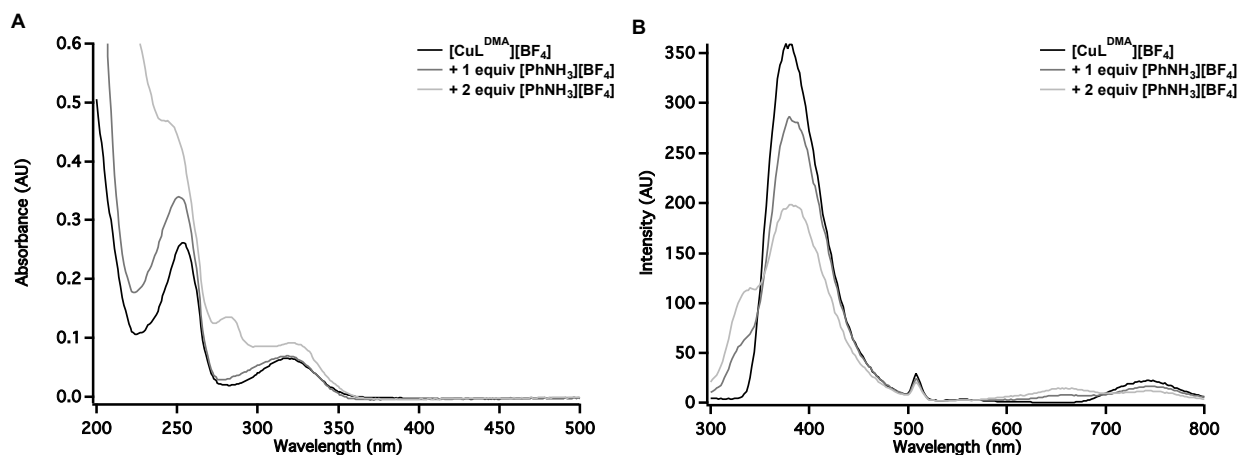 A
0.6
0.5
0.4
0.3
0.2
0.1
0.0
Absorbance (AU)
200 250 300 350 400 450 500
Wavelength (nm)
[CuL^DMA][BF₄]
+ 1 equiv [PhNH₃][BF₄]
+ 2 equiv [PhNH₃][BF₄]
B
350
300
250
200
150
100
50
0
Intensity (AU)
300 400 500 600 700 800
Wavelength (nm)
[CuL^DMA][BF₄]
+ 1 equiv [PhNH₃][BF₄]
+ 2 equiv [PhNH₃][BF₄]